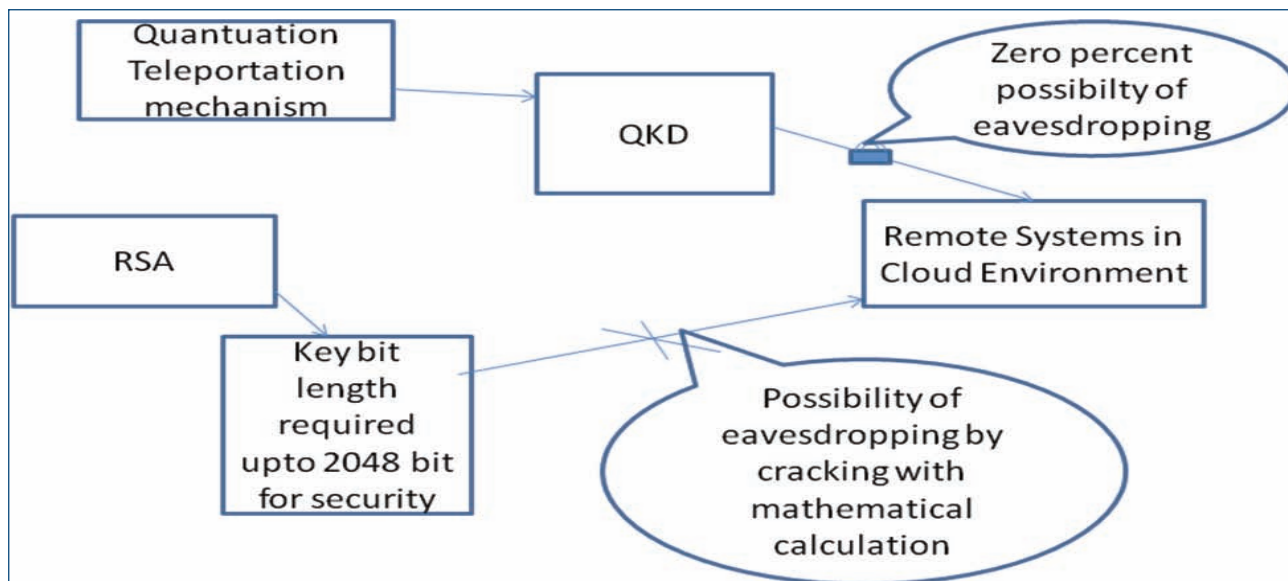 Quantuation
Teleportation
mechanism
QKD
Zero percent
possibilty of
eavesdropping
RSA
Remote Systems in
Cloud Environment
Key bit
length
required
upto 2048 bit
for security
Possibility of
eavesdropping by
cracking with
mathematical
calculation